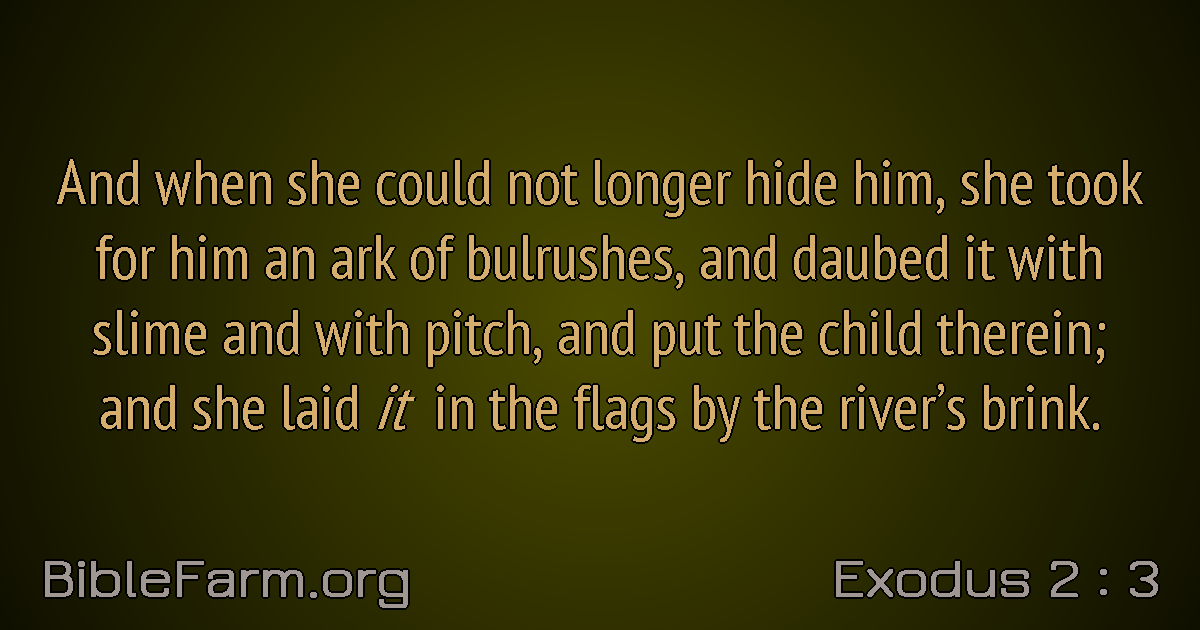 And when she could not longer hide him, she took
for him an ark of bulrushes, and daubed it with
slime and with pitch, and put the child therein;
and she laid it in the flags by the river’s brink.
BibleFarm.org
Exodus 2 : 3